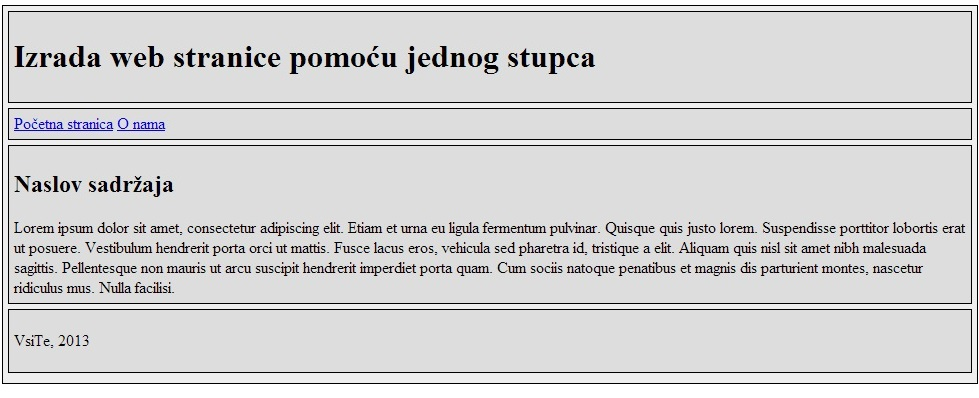 Izrada web stranice pomoću jednog stupca
Početna stranica O nama
Naslov sadržaja
Lorem ipsum dolor sit amet, consectetur adipiscing elit. Etiam et urna eu ligula fermentum pulvinar. Quisque quis justo lorem. Suspendisse porttitor lobortis erat
ut posuere. Vestibulum hendrerit porta orci ut mattis. Fusce lacus eros, vehicula sed pharetra id, tristique a elit. Aliquam quis nisl sit amet nibh malesuada
sagittis. Pellentesque non mauris ut arcu suscipit hendrerit imperdiet porta quam. Cum sociis natoque penatibus et magnis dis parturient montes, nascetur
ridiculus mus. Nulla facilisi.
VsiTe, 2013